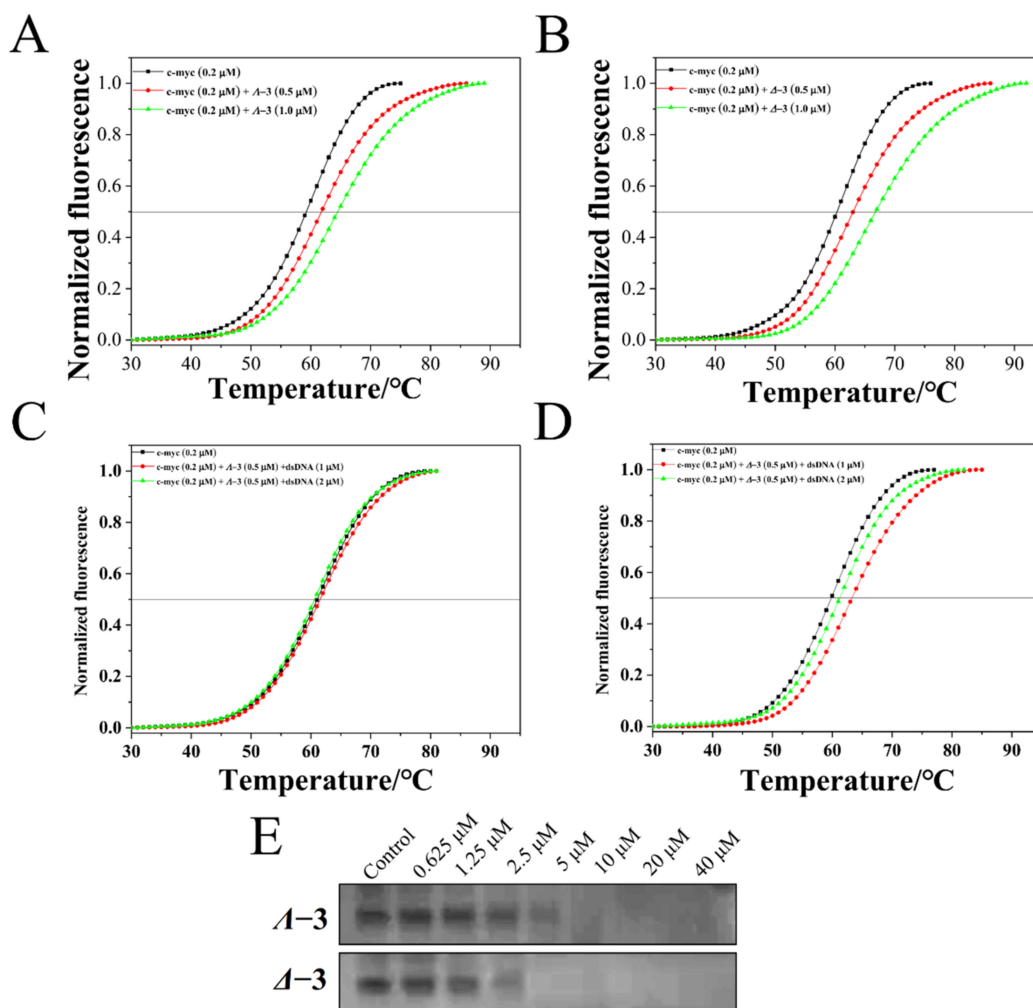 A
c-myc (0.2 μM)
c-myc (0.2 μM) + Λ-3 (0.5 μM)
c-myc (0.2 μM) + Λ-3 (1.0 μM)
Normalized fluorescence
1.0
0.8
0.6
0.4
0.2
0.0
30 40 50 60 70 80 90
Temperature/°C
B
c-myc (0.2 μM)
c-myc (0.2 μM) + Δ-3 (0.5 μM)
c-myc (0.2 μM) + Δ-3 (1.0 μM)
Normalized fluorescence
1.0
0.8
0.6
0.4
0.2
0.0
30 40 50 60 70 80 90
Temperature/°C
C
c-myc (0.2 μM)
c-myc (0.2 μM) + Λ-3 (0.5 μM) +dsDNA (1 μM)
c-myc (0.2 μM) + Λ-3 (0.5 μM) +dsDNA (2 μM)
Normalized fluorescence
1.0
0.8
0.6
0.4
0.2
0.0
30 40 50 60 70 80 90
Temperature/°C
D
c-myc (0.2 μM)
c-myc (0.2 μM) + Δ-3 (0.5 μM) + dsDNA (1 μM)
c-myc (0.2 μM) + Δ-3 (0.5 μM) + dsDNA (2 μM)
Normalized fluorescence
1.0
0.8
0.6
0.4
0.2
0.0
30 40 50 60 70 80 90
Temperature/°C
E
Control 0.625 μM 1.25 μM 2.5 μM 5 μM 10 μM 20 μM 40 μM
Λ-3
Δ-3